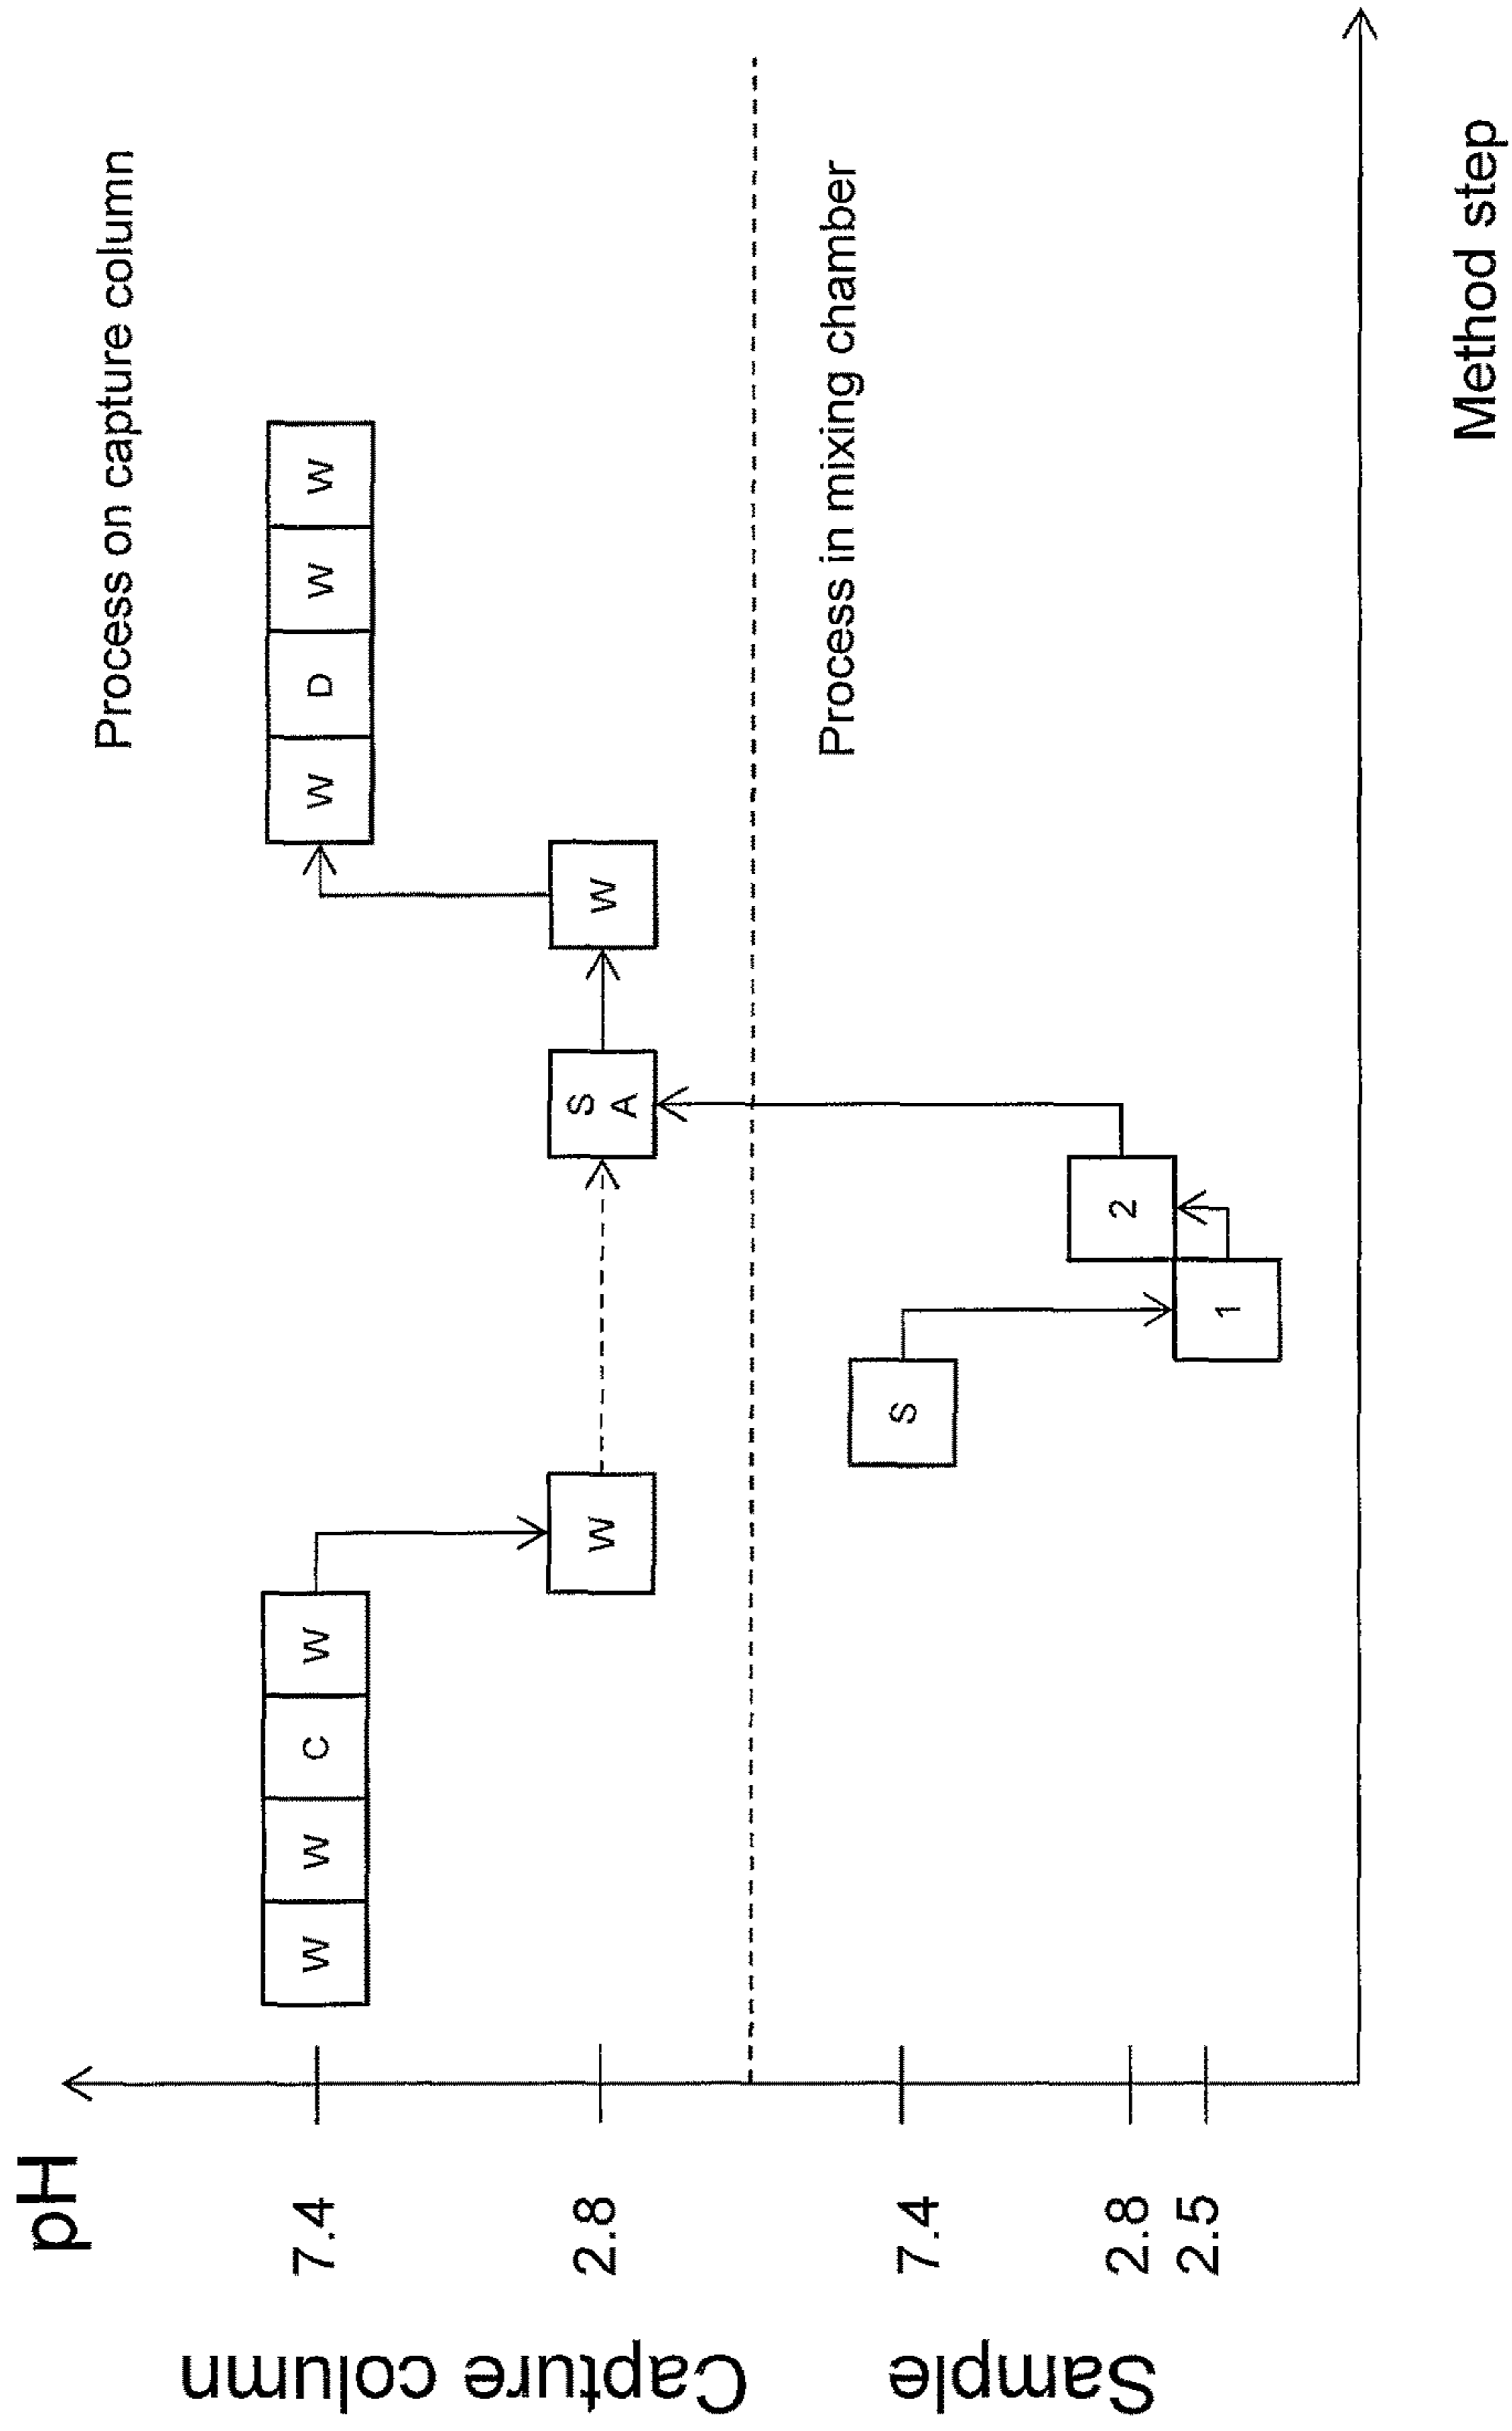 pH
Capture column
7.4
2.8
Process on capture column
W W C W
W
S
A
W
W D W W
Sample
7.4
2.8
2.5
Process in mixing chamber
S
1
2
Method step